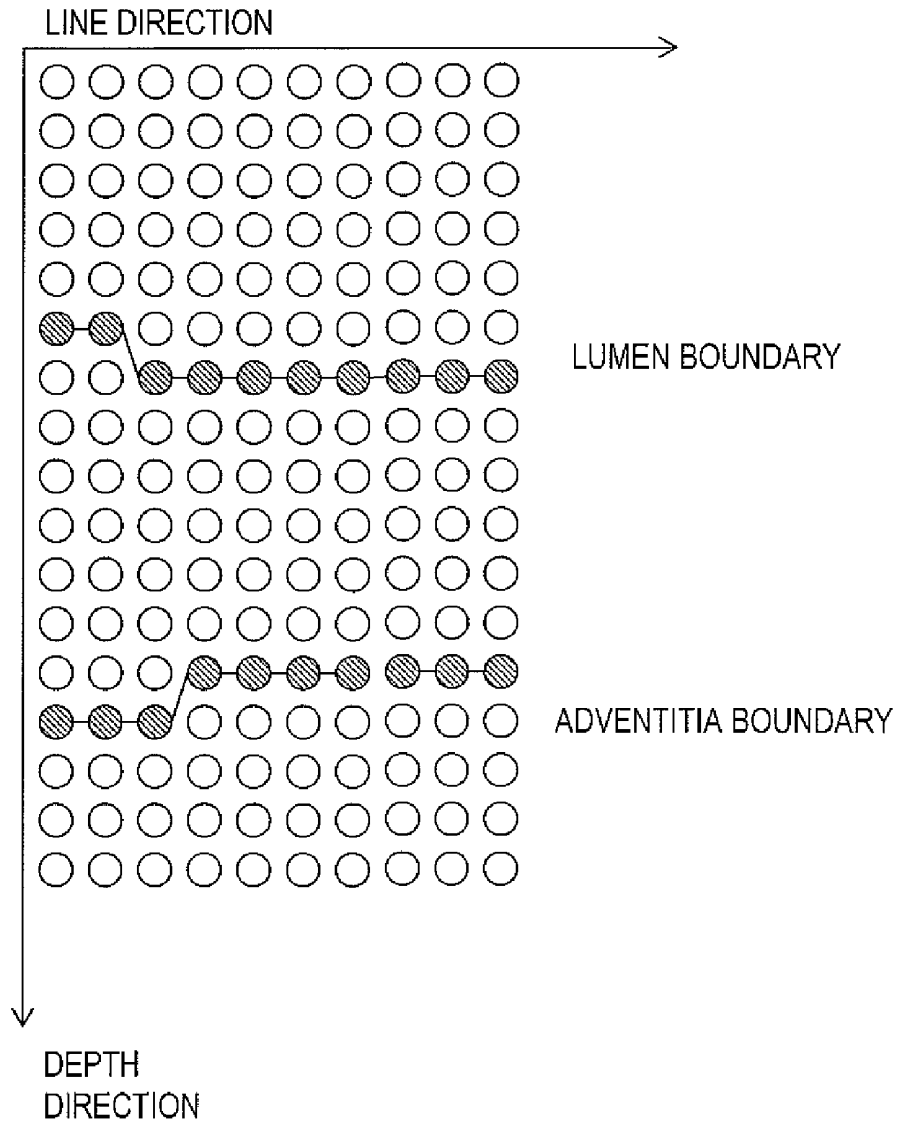 LINE DIRECTION
LUMEN BOUNDARY
ADVENTITIA BOUNDARY
DEPTH
DIRECTION